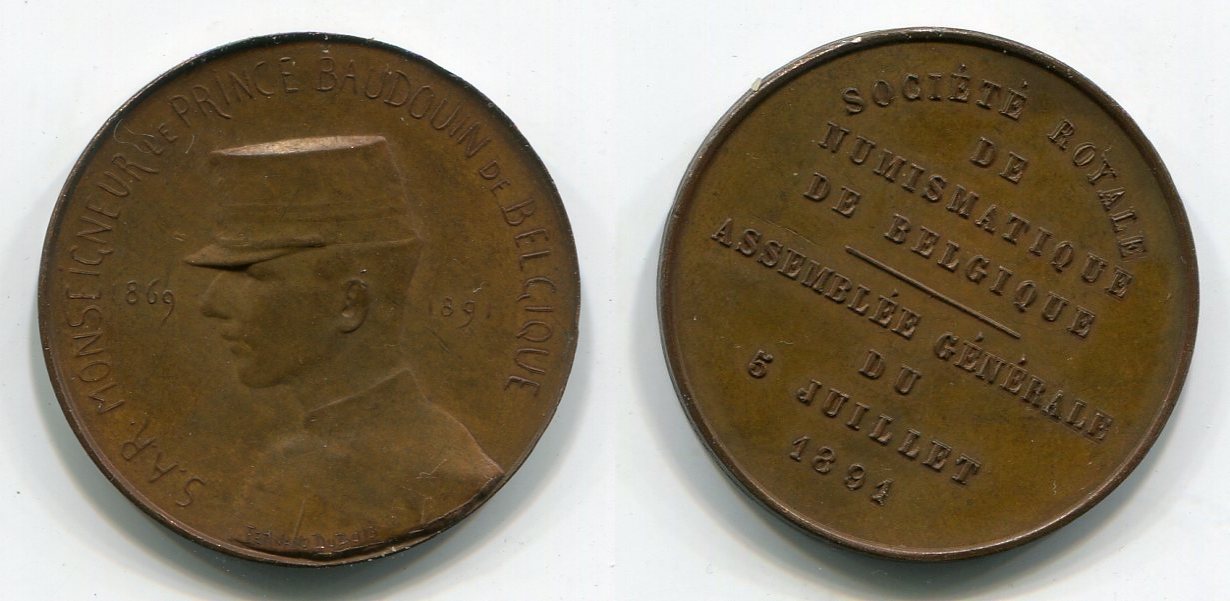 S.A.R. MONSEIGNEUR LE PRINCE BAUDOUIN DE BELGIQUE
1869 1891
SOCIÉTÉ ROYALE
DE
NUMISMATIQUE
DE BELGIQUE
ASSEMBLÉE GÉNÉRALE
DU
5 JUILLET
1891